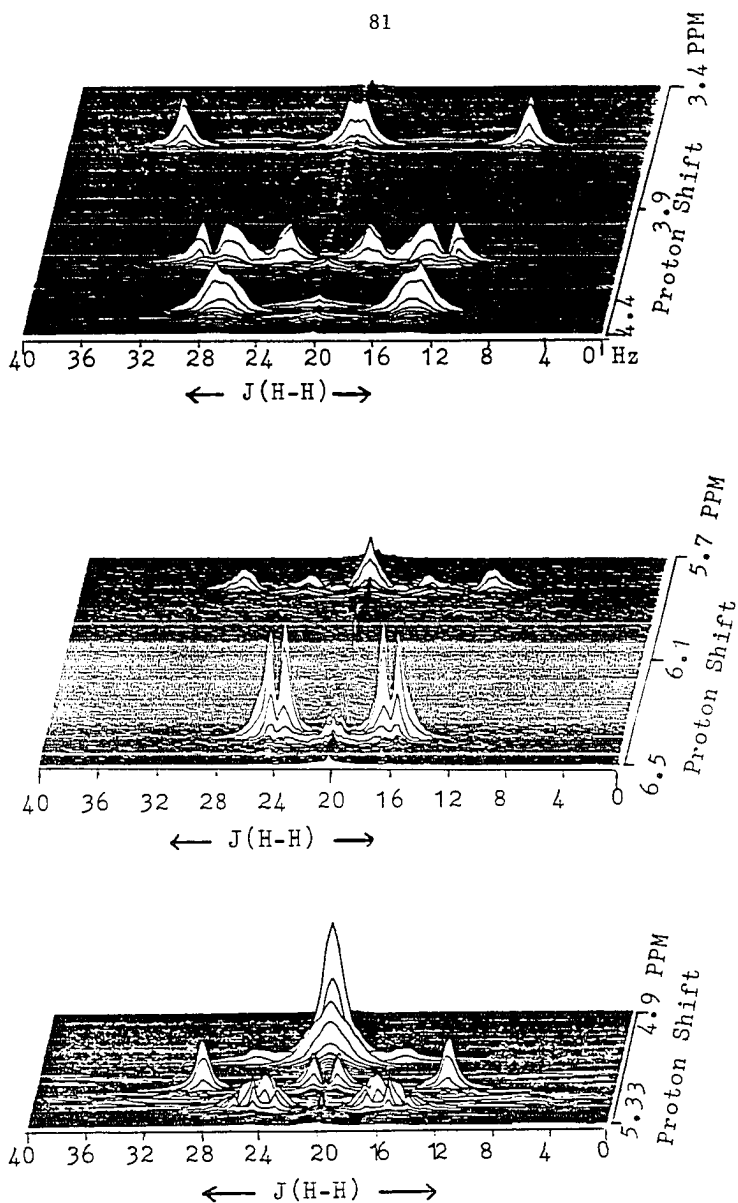 81
3.4 PPM
3.9
4.4
Proton Shift
40 36 32 28 24 20 16 12 8 4 0 Hz
← J(H-H) →
5.7 PPM
6.1
6.5
Proton Shift
40 36 32 28 24 20 16 12 8 4 0
← J(H-H) →
4.9 PPM
5.33
Proton Shift
40 36 32 28 24 20 16 12 8 4 0
← J(H-H) →